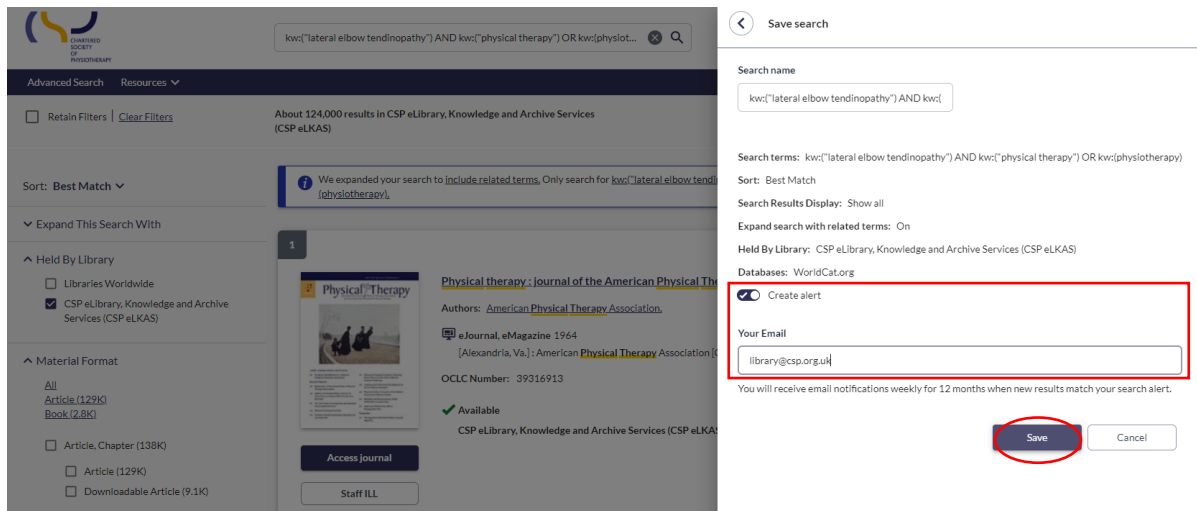 CHARTERED
SOCIETY
OF
PHYSIOTHERAPY
kw:("lateral elbow tendinopathy") AND kw:("physical therapy") OR kw:(physiot...
Advanced Search Resources
Retain Filters | Clear Filters
About 124,000 results in CSP eLibrary, Knowledge and Archive Services
(CSP eLKAS)
Sort: Best Match
We expanded your search to include related terms. Only search for kw:("lateral elbow tendi
(physiotherapy).
Expand This Search With
Held By Library
Libraries Worldwide
CSP eLibrary, Knowledge and Archive
Services (CSP eLKAS)
Material Format
All
Article (129K)
Book (2.8K)
Article, Chapter (138K)
Article (129K)
Downloadable Article (9.1K)
1
Physical Therapy
Physical therapy : journal of the American Physical The
Authors: American Physical Therapy Association.
eJournal, eMagazine 1964
[Alexandria, Va.] : American Physical Therapy Association [
OCLC Number: 39316913
Available
CSP eLibrary, Knowledge and Archive Services (CSP eLKA
Access journal
Staff ILL
Save search
Search name
kw:("lateral elbow tendinopathy") AND kw:(
Search terms: kw:("lateral elbow tendinopathy") AND kw:("physical therapy") OR kw:(physiotherapy)
Sort: Best Match
Search Results Display: Show all
Expand search with related terms: On
Held By Library: CSP eLibrary, Knowledge and Archive Services (CSP eLKAS)
Databases: WorldCat.org
Create alert
Your Email
library@csp.org.uk
You will receive email notifications weekly for 12 months when new results match your search alert.
Save Cancel